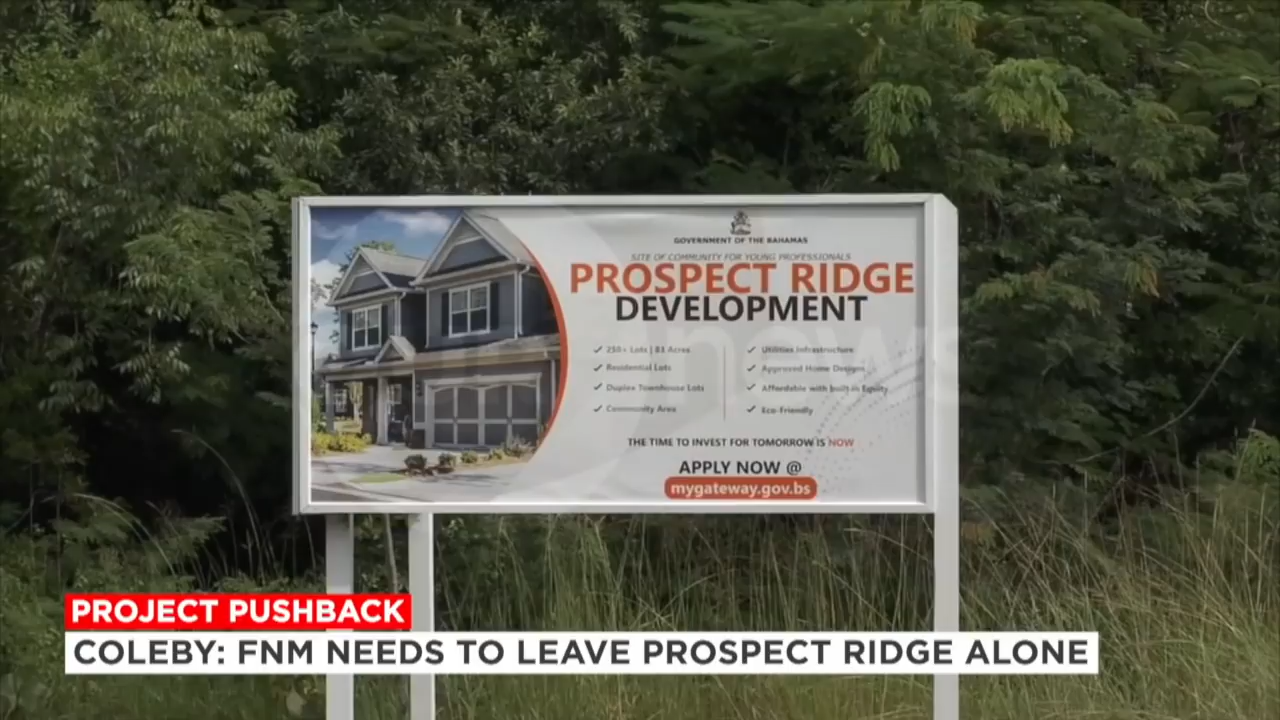 GOVERNMENT OF THE BAHAMAS
SITE OF COMMUNITY FOR YOUNG PROFESSIONALS
PROSPECT RIDGE
DEVELOPMENT
250+ Lots | 83 Acres
Residential Lots
Duplex Townhouse Lots
Community Area
Utilities Infrastructure
Approved Home Designs
Affordable with built in Equity
Eco-Friendly
THE TIME TO INVEST FOR TOMORROW IS NOW
APPLY NOW @
mygateway.gov.bs
news
PROJECT PUSHBACK
COLEBY: FNM NEEDS TO LEAVE PROSPECT RIDGE ALONE